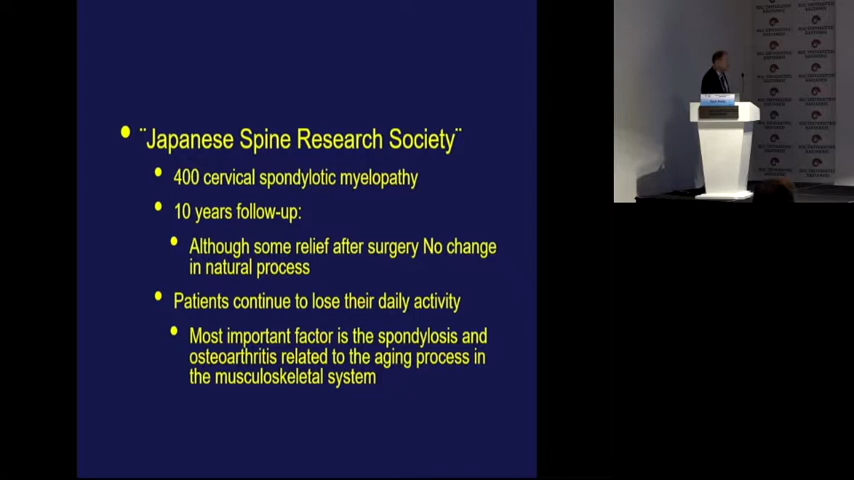 ¨Japanese Spine Research Society¨
400 cervical spondylotic myelopathy
10 years follow-up:
Although some relief after surgery No change
in natural process
Patients continue to lose their daily activity
Most important factor is the spondylosis and
osteoarthritis related to the aging process in
the musculoskeletal system